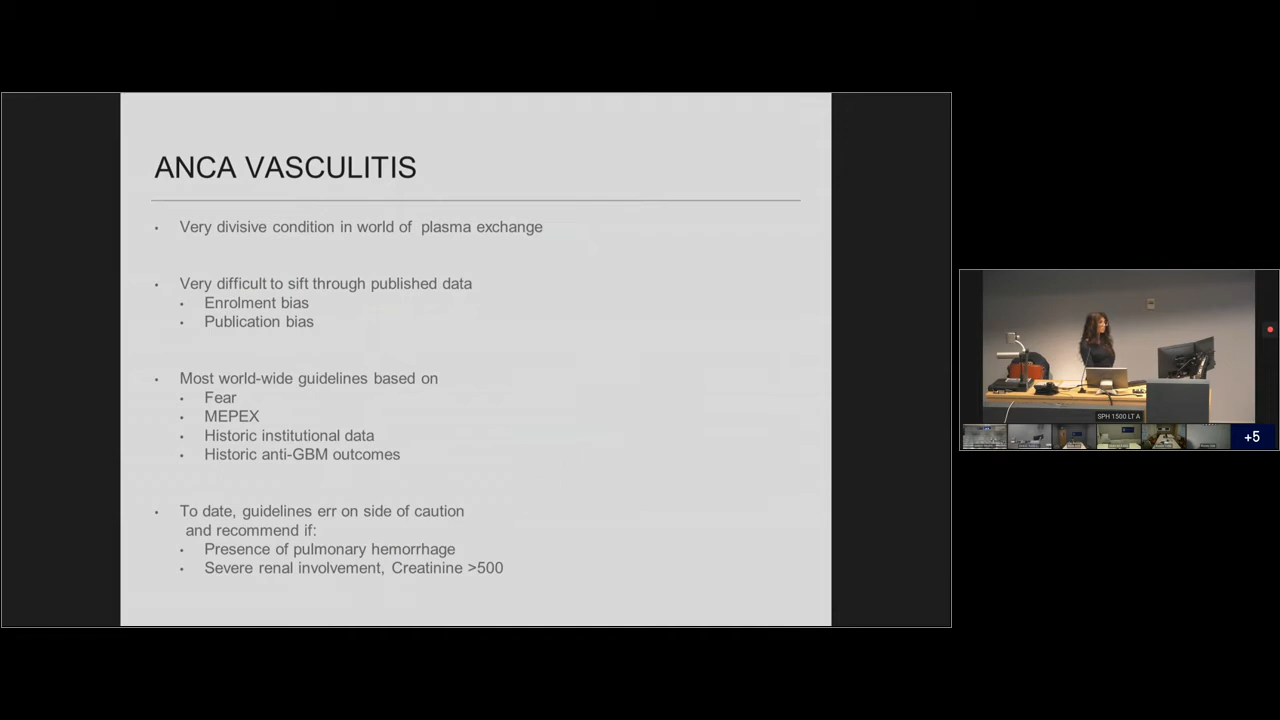 ANCA VASCULITIS
• Very divisive condition in world of plasma exchange
• Very difficult to sift through published data
• Enrolment bias
• Publication bias
• Most world-wide guidelines based on
• Fear
• MEPEX
• Historic institutional data
• Historic anti-GBM outcomes
• To date, guidelines err on side of caution
and recommend if:
• Presence of pulmonary hemorrhage
• Severe renal involvement, Creatinine >500
SPH 1500 LT A
+5